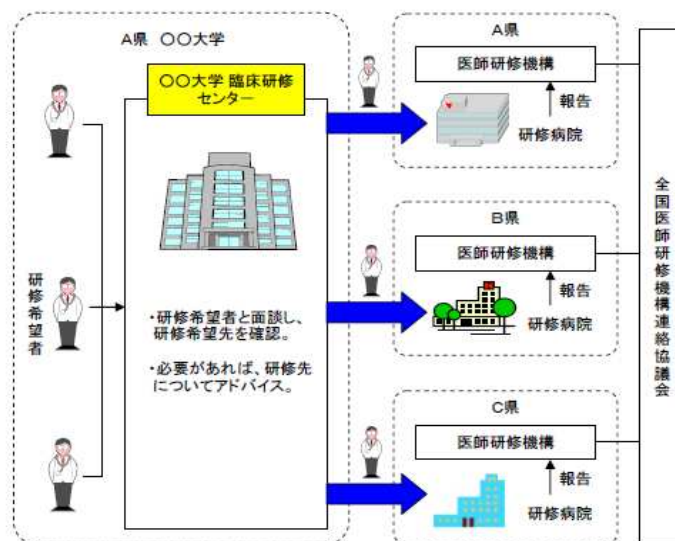 A県 〇〇大学
〇〇大学 臨床研修
センター
研修希望者
・研修希望者と面談し、
研修希望先を確認。
・必要があれば、研修先
についてアドバイス。
A県
医師研修機構
報告
研修病院
B県
医師研修機構
報告
研修病院
C県
医師研修機構
報告
研修病院
全国医師研修機構連絡協議会